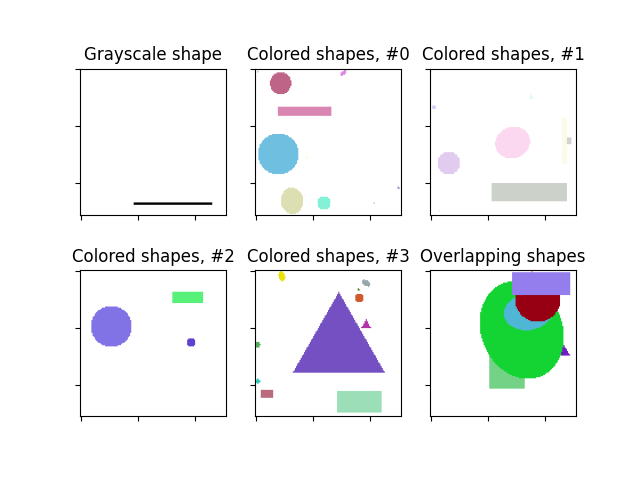 Grayscale shape
Colored shapes, #0
Colored shapes, #1
Colored shapes, #2
Colored shapes, #3
Overlapping shapes